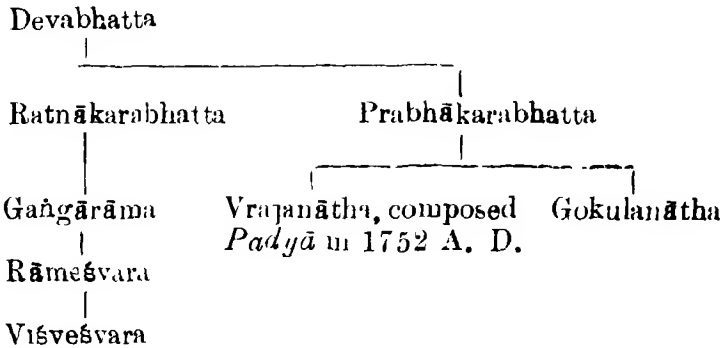 Devabhatta
Ratnākarabhatta Prabhākarabhatta
Gaṅgārāma Vrajanātha, composed Gokulanātha
Padyā in 1752 A. D.
Rāmeśvara
Viśveśvara